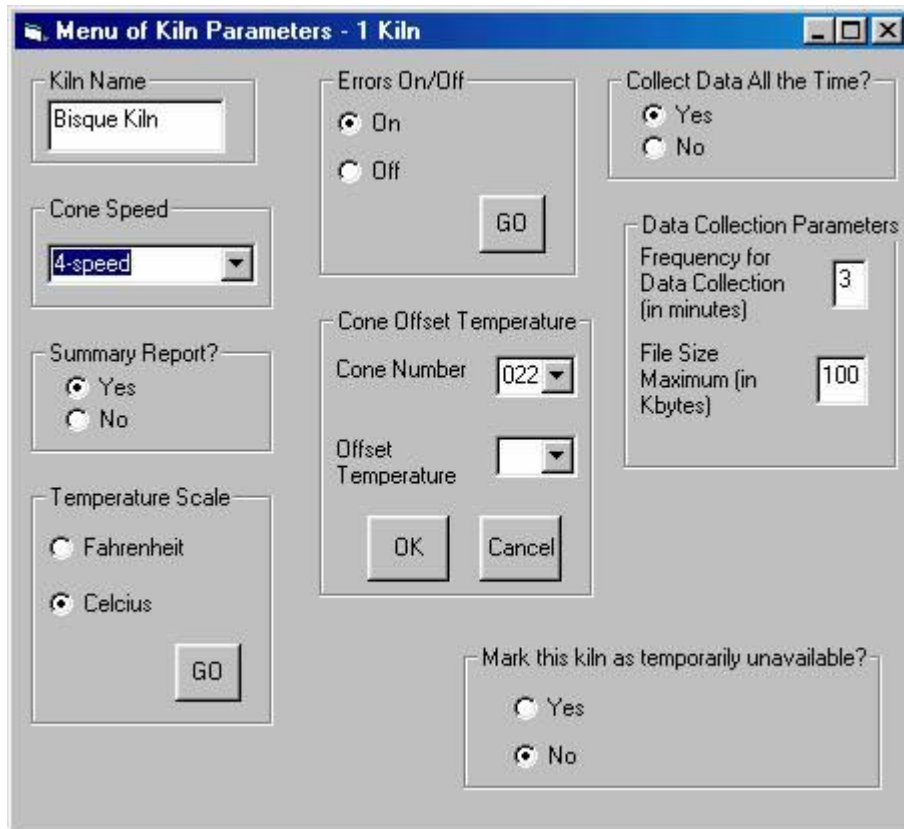 Menu of Kiln Parameters - 1 Kiln
Kiln Name
Bisque Kiln
Cone Speed
4-speed
Summary Report?
Yes
No
Temperature Scale
Fahrenheit
Celcius
GO
Errors On/Off
On
Off
GO
Cone Offset Temperature
Cone Number
022
Offset
Temperature
OK
Cancel
Collect Data All the Time?
Yes
No
Data Collection Parameters
Frequency for
Data Collection
(in minutes)
3
File Size
Maximum (in
Kbytes)
100
Mark this kiln as temporarily unavailable?
Yes
No